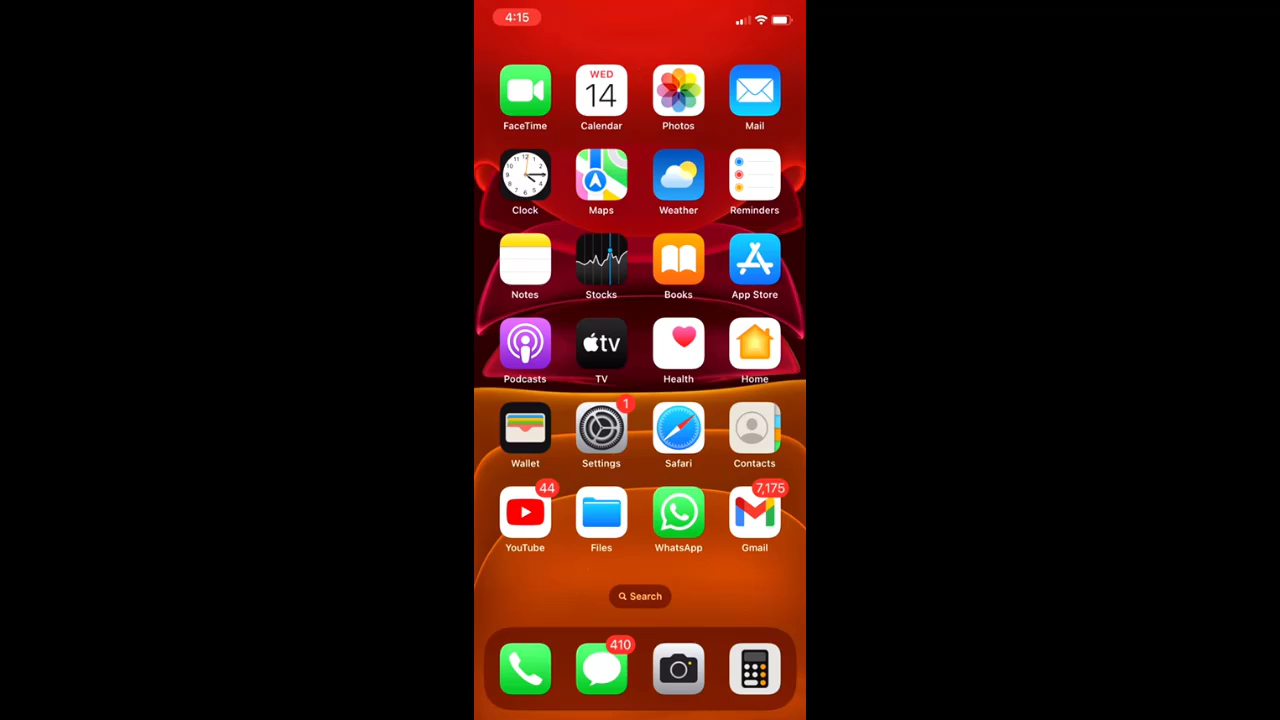 4:15
WED
14
FaceTime Calendar Photos Mail
Clock Maps Weather Reminders
Notes Stocks Books App Store
tv
Podcasts TV Health Home
1
Wallet Settings Safari Contacts
44 7,175
YouTube Files WhatsApp Gmail
Search
410